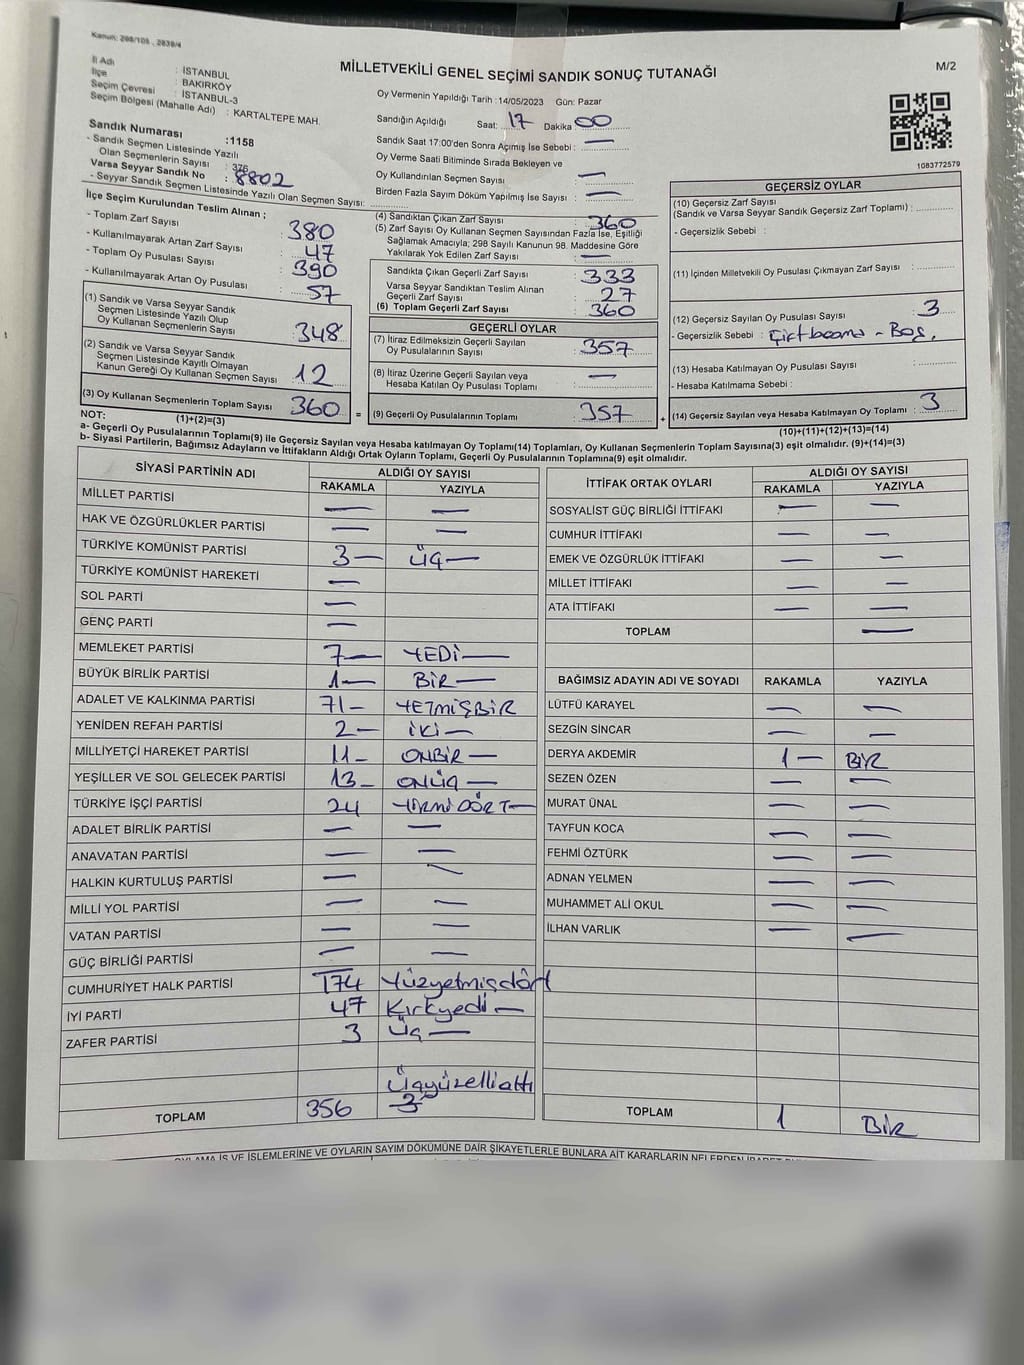 Kanun: 298/105 , 2839/4
MİLLETVEKİLİ GENEL SEÇİMİ SANDIK SONUÇ TUTANAĞI
M/2
İl Adı : İSTANBUL
İlçe : BAKIRKÖY
Seçim Çevresi : İSTANBUL-3
Seçim Bölgesi (Mahalle Adı) : KARTALTEPE MAH.
Sandık Numarası :1158
- Sandık Seçmen Listesinde Yazılı
Olan Seçmenlerin Sayısı : 376
Varsa Seyyar Sandık No : 8802
- Seyyar Sandık Seçmen Listesinde Yazılı Olan Seçmen Sayısı:
Oy Vermenin Yapıldığı Tarih :14/05/2023 Gün: Pazar
Sandığın Açıldığı Saat: 17 Dakika 00
Sandık Saat 17:00'den Sonra Açımış İse Sebebi : —
Oy Verme Saati Bitiminde Sırada Bekleyen ve
Oy Kullandırılan Seçmen Sayısı : —
Birden Fazla Sayım Döküm Yapılmış İse Sayısı : —
1083772579
İlçe Seçim Kurulundan Teslim Alınan ;
- Toplam Zarf Sayısı : 380
- Kullanılmayarak Artan Zarf Sayısı : 47
- Toplam Oy Pusulası Sayısı : 390
- Kullanılmayarak Artan Oy Pusulası : 57
(1) Sandık ve Varsa Seyyar Sandık
Seçmen Listesinde Yazılı Olup
Oy Kullanan Seçmenlerin Sayısı : 348
(2) Sandık ve Varsa Seyyar Sandık
Seçmen Listesinde Kayıtlı Olmayan
Kanun Gereği Oy Kullanan Seçmen Sayısı : 12
(3) Oy Kullanan Seçmenlerin Toplam Sayısı 360
(1)+(2)=(3)
(4) Sandıktan Çıkan Zarf Sayısı : 360
(5) Zarf Sayısı Oy Kullanan Seçmen Sayısından Fazla İse, Eşitliği
Sağlamak Amacıyla; 298 Sayılı Kanunun 98. Maddesine Göre
Yakılarak Yok Edilen Zarf Sayısı : —
Sandıkta Çıkan Geçerli Zarf Sayısı : 333
Varsa Seyyar Sandıktan Teslim Alınan
Geçerli Zarf Sayısı : 27
(6) Toplam Geçerli Zarf Sayısı : 360
GEÇERLİ OYLAR
(7) İtiraz Edilmeksizin Geçerli Sayılan
Oy Pusulalarının Sayısı : 357
(8) İtiraz Üzerine Geçerli Sayılan veya
Hesaba Katılan Oy Pusulası Toplamı : —
= (9) Geçerli Oy Pusulalarının Toplamı : 357
GEÇERSİZ OYLAR
(10) Geçersiz Zarf Sayısı
(Sandık ve Varsa Seyyar Sandık Geçersiz Zarf Toplamı) :
- Geçersizlik Sebebi :
(11) İçinden Milletvekili Oy Pusulası Çıkmayan Zarf Sayısı :
(12) Geçersiz Sayılan Oy Pusulası Sayısı : 3
- Geçersizlik Sebebi : Çiftbasma - Boş.
(13) Hesaba Katılmayan Oy Pusulası Sayısı :
- Hesaba Katılmama Sebebi :
+ (14) Geçersiz Sayılan veya Hesaba Katılmayan Oy Toplamı : 3
(10)+(11)+(12)+(13)=(14)
NOT:
a- Geçerli Oy Pusulalarının Toplamı(9) ile Geçersiz Sayılan veya Hesaba katılmayan Oy Toplamı(14) Toplamları, Oy Kullanan Seçmenlerin Toplam Sayısına(3) eşit olmalıdır. (9)+(14)=(3)
b- Siyasi Partilerin, Bağımsız Adayların ve İttifakların Aldığı Ortak Oyların Toplamı, Geçerli Oy Pusulalarının Toplamına(9) eşit olmalıdır.
SİYASİ PARTİNİN ADI ALDIĞI OY SAYISI
RAKAMLA YAZIYLA
MİLLET PARTİSİ — —
HAK VE ÖZGÜRLÜKLER PARTİSİ — —
TÜRKİYE KOMÜNİST PARTİSİ 3— ÜÇ—
TÜRKİYE KOMÜNİST HAREKETİ —
SOL PARTİ —
GENÇ PARTİ —
MEMLEKET PARTİSİ 7— YEDİ—
BÜYÜK BİRLİK PARTİSİ 1— BİR—
ADALET VE KALKINMA PARTİSİ 71— YETMİŞBİR
YENİDEN REFAH PARTİSİ 2— İKİ—
MİLLİYETÇİ HAREKET PARTİSİ 11— ONBİR—
YEŞİLLER VE SOL GELECEK PARTİSİ 13— ONÜÇ—
TÜRKİYE İŞÇİ PARTİSİ 24 YİRMİDÖRT—
ADALET BİRLİK PARTİSİ — —
ANAVATAN PARTİSİ — —
HALKIN KURTULUŞ PARTİSİ — —
MİLLİ YOL PARTİSİ — —
VATAN PARTİSİ — —
GÜÇ BİRLİĞİ PARTİSİ — —
CUMHURİYET HALK PARTİSİ 174 Yüzyetmişdört
İYİ PARTİ 47 Kırkyedi—
ZAFER PARTİSİ 3 Üç—
Üçyüzelliattı
TOPLAM 356 3
İTTİFAK ORTAK OYLARI ALDIĞI OY SAYISI
RAKAMLA YAZIYLA
SOSYALİST GÜÇ BİRLİĞİ İTTİFAKI — —
CUMHUR İTTİFAKI — —
EMEK VE ÖZGÜRLÜK İTTİFAKI — —
MİLLET İTTİFAKI — —
ATA İTTİFAKI — —
TOPLAM —
BAĞIMSIZ ADAYIN ADI VE SOYADI RAKAMLA YAZIYLA
LÜTFÜ KARAYEL — —
SEZGİN SİNCAR — —
DERYA AKDEMİR 1— BİR
SEZEN ÖZEN — —
MURAT ÜNAL — —
TAYFUN KOCA — —
FEHMİ ÖZTÜRK — —
ADNAN YELMEN — —
MUHAMMET ALİ OKUL — —
İLHAN VARLIK — —
TOPLAM 1 BİR
İŞ VE İŞLEMLERİNE VE OYLARIN SAYIM DÖKÜMÜNE DAİR ŞİKAYETLERLE BUNLARA AİT KARARLARIN